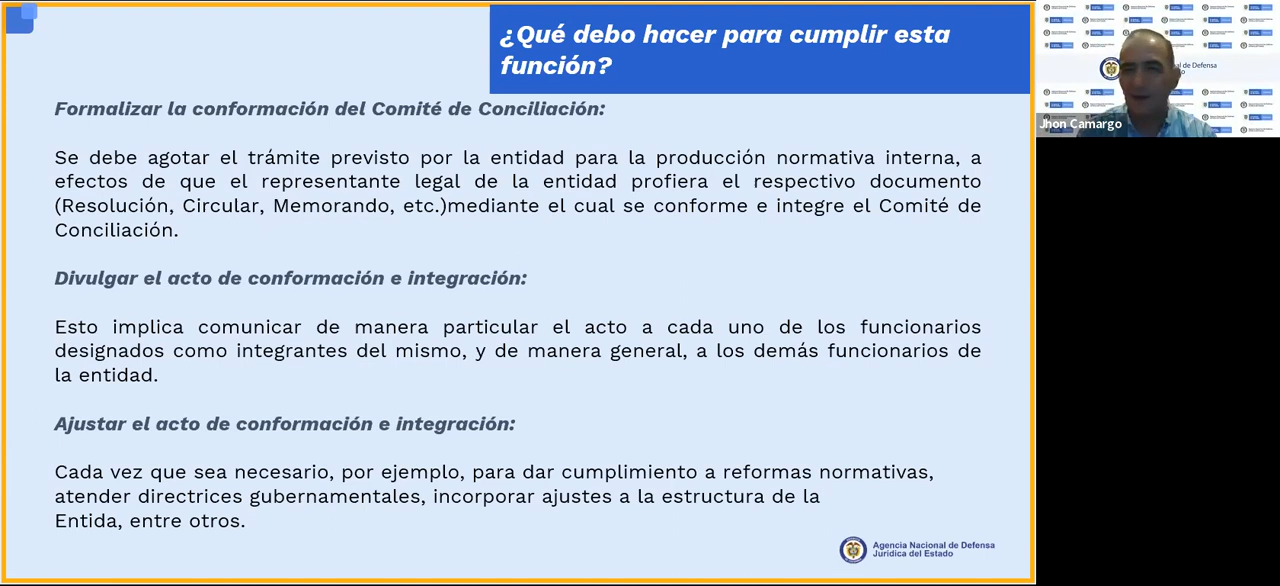 ¿Qué debo hacer para cumplir esta
función?
Formalizar la conformación del Comité de Conciliación:
Se debe agotar el trámite previsto por la entidad para la producción normativa interna, a
efectos de que el representante legal de la entidad profiera el respectivo documento
(Resolución, Circular, Memorando, etc.)mediante el cual se conforme e integre el Comité de
Conciliación.
Divulgar el acto de conformación e integración:
Esto implica comunicar de manera particular el acto a cada uno de los funcionarios
designados como integrantes del mismo, y de manera general, a los demás funcionarios de
la entidad.
Ajustar el acto de conformación e integración:
Cada vez que sea necesario, por ejemplo, para dar cumplimiento a reformas normativas,
atender directrices gubernamentales, incorporar ajustes a la estructura de la
Entida, entre otros.
Agencia Nacional de Defensa
Jurídica del Estado
al de Defensa
Jhon Camargo